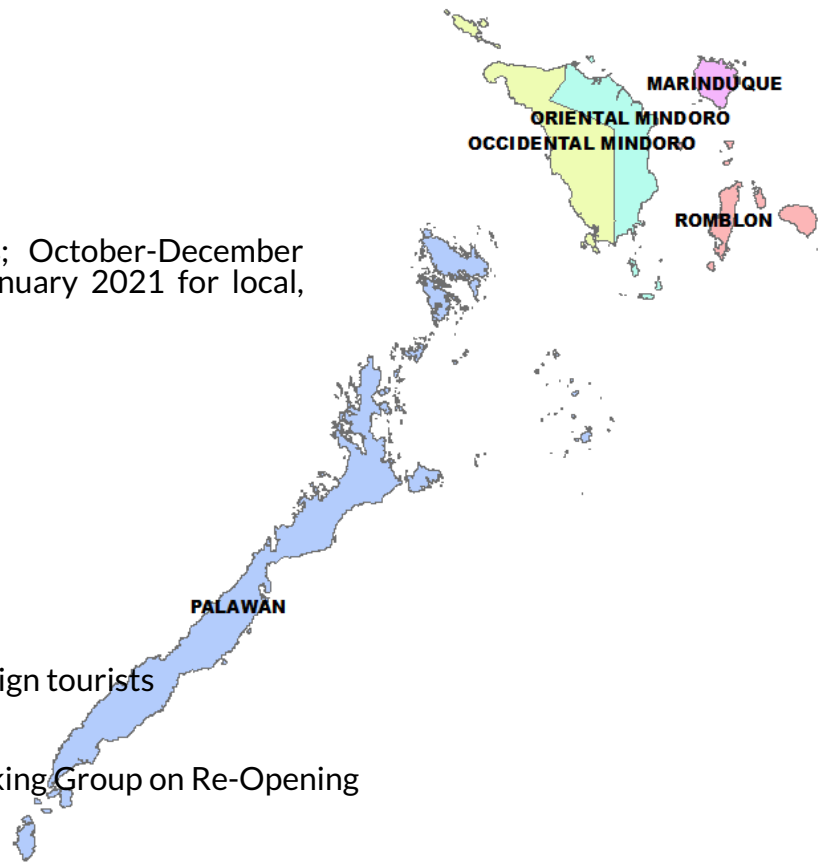 MARINDUQUE
ORIENTAL MINDORO
OCCIDENTAL MINDORO
ROMBLON
; October-December
nuary 2021 for local,
PALAWAN
ign tourists
king Group on Re-Opening